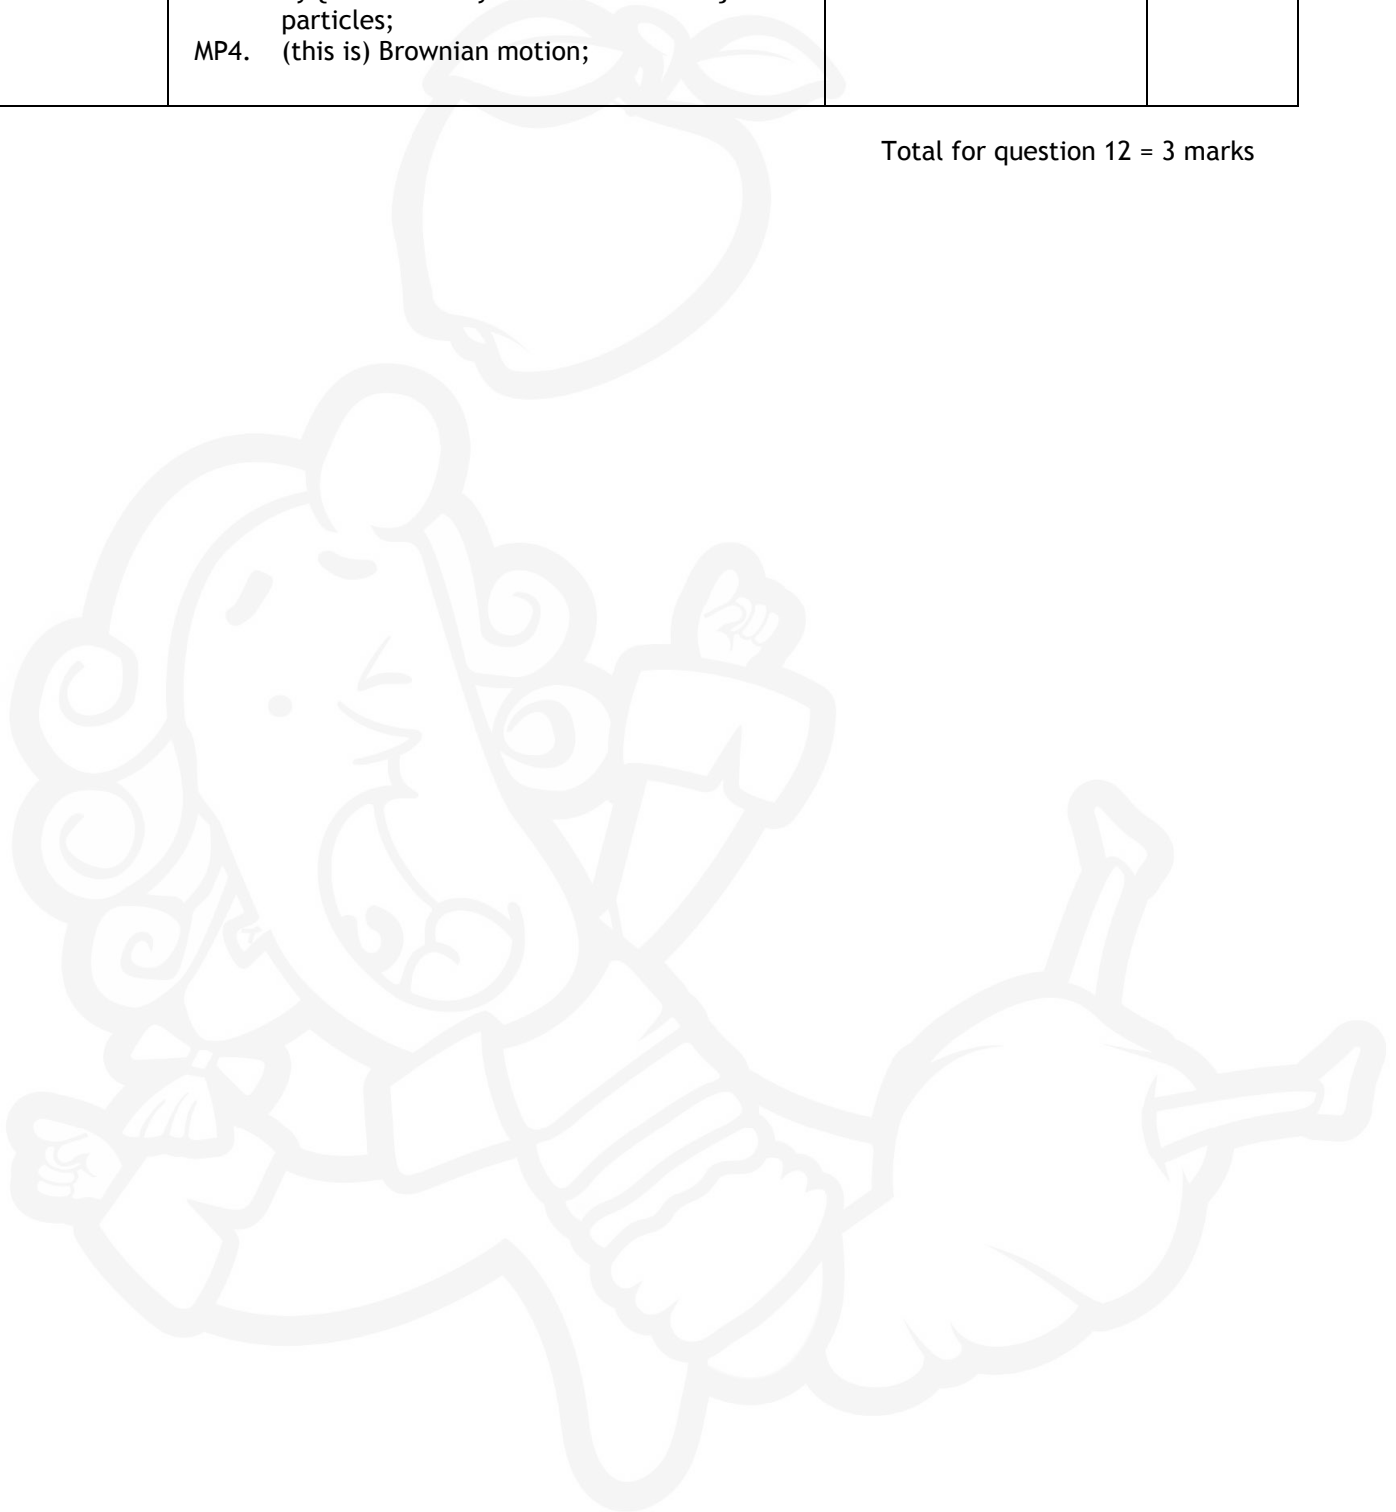 particles;
MP4. (this is) Brownian motion;
Total for question 12 = 3 marks